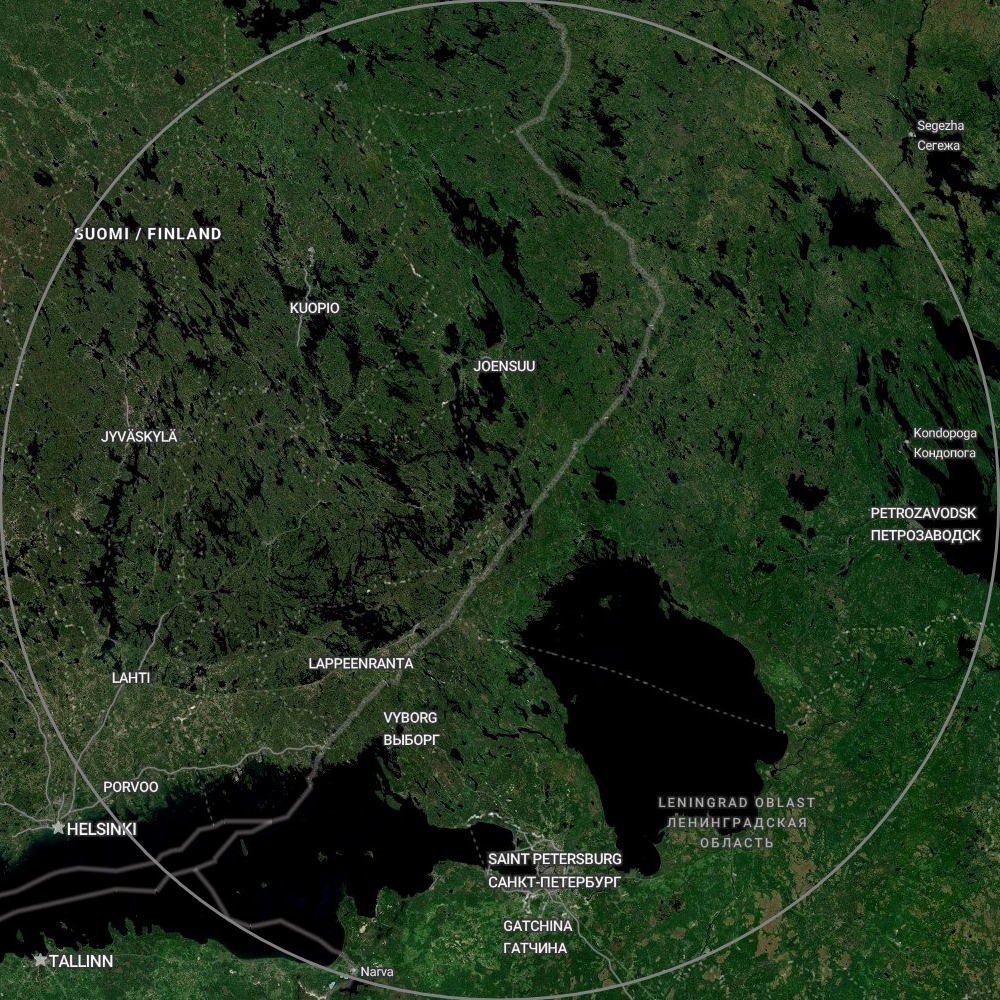 Segezha
Сегежа
SUOMI / FINLAND
KUOPIO
JOENSUU
JYVÄSKYLÄ
Kondopoga
Кондопога
PETROZAVODSK
ПЕТРОЗАВОДСК
LAPPEENRANTA
LAHTI
VYBORG
ВЫБОРГ
PORVOO
LENINGRAD OBLAST
ЛЕНИНГРАДСКАЯ
ОБЛАСТЬ
HELSINKI
SAINT PETERSBURG
САНКТ-ПЕТЕРБУРГ
GATCHINA
ГАТЧИНА
TALLINN
Narva